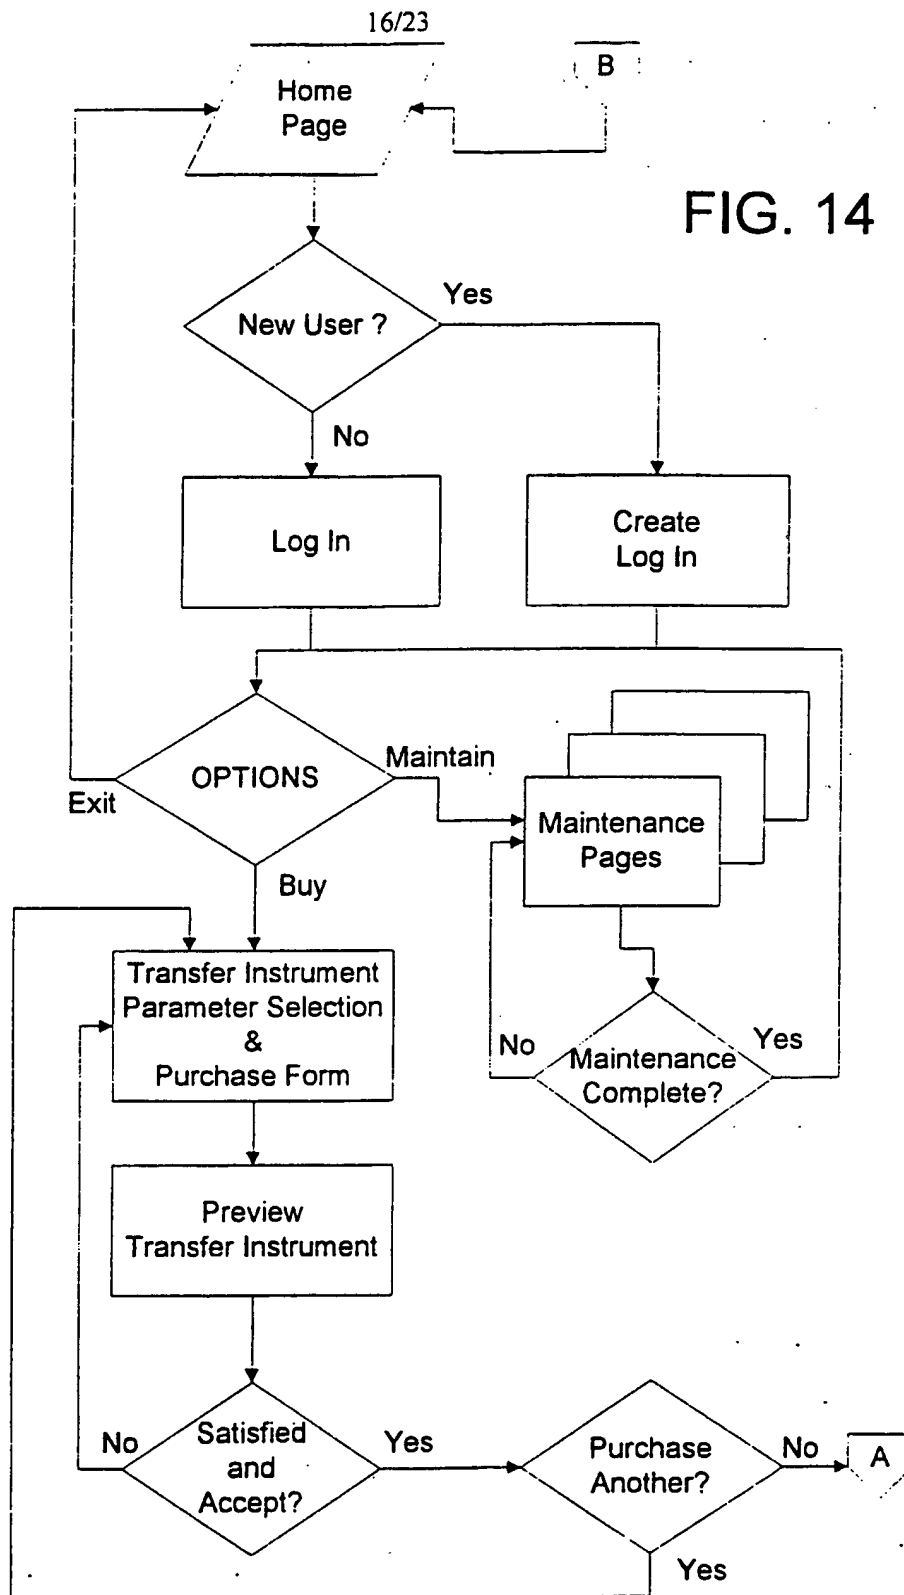 16/23
B
Home
Page
FIG. 14
New User ?
Yes
No
Log In
Create
Log In
OPTIONS
Maintain
Exit
Maintenance
Pages
Buy
Transfer Instrument
Parameter Selection
&
Purchase Form
No
Maintenance
Complete?
Yes
Preview
Transfer Instrument
No
Satisfied
and
Accept?
Yes
Purchase
Another?
No
A
Yes